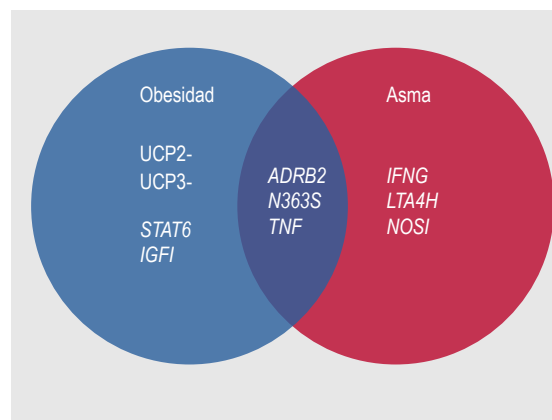 Obesidad
UCP2-
UCP3-
STAT6
IGFI
ADRB2
N363S
TNF
Asma
IFNG
LTA4H
NOSI